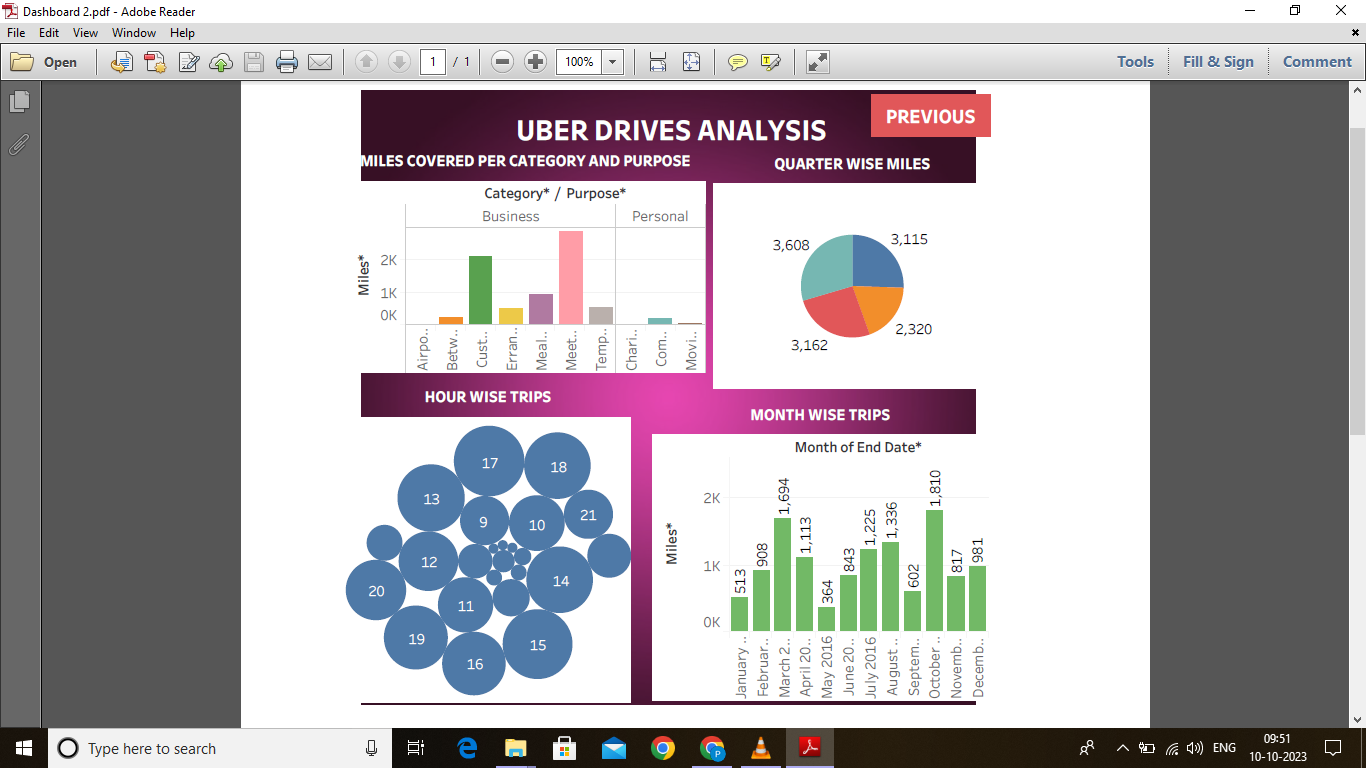 Dashboard 2.pdf - Adobe Reader
File Edit View Window Help
Open 1 / 1 100% Tools Fill & Sign Comment
PREVIOUS
UBER DRIVES ANALYSIS
MILES COVERED PER CATEGORY AND PURPOSE
Category* / Purpose*
Business Personal
Miles*
2K
1K
0K
Airpo..
Betw..
Cust..
Erran..
Meal..
Meet..
Temp..
Chari..
Com..
Movi..
QUARTER WISE MILES
3,608
3,115
2,320
3,162
HOUR WISE TRIPS
17
18
13
9
10
21
12
14
20
11
19
15
16
MONTH WISE TRIPS
Month of End Date*
Miles*
2K
1K
0K
513
908
1,694
1,113
364
843
1,225
1,336
602
1,810
817
981
January ..
Februar..
March 2..
April 20..
May 2016
June 20..
July 2016
August ..
Septem..
October ..
Novemb..
Decemb..
Type here to search
P
ENG
09:51
10-10-2023